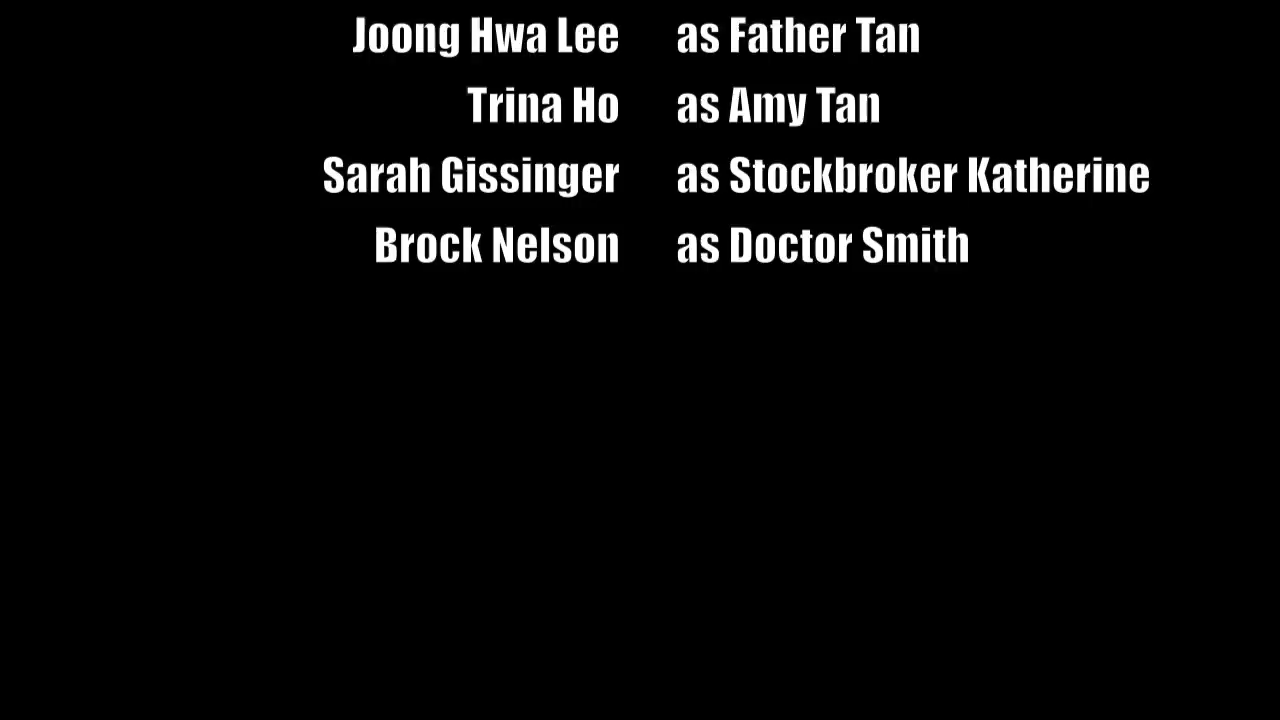 Joong Hwa Lee as Father Tan
Trina Ho as Amy Tan
Sarah Gissinger as Stockbroker Katherine
Brock Nelson as Doctor Smith